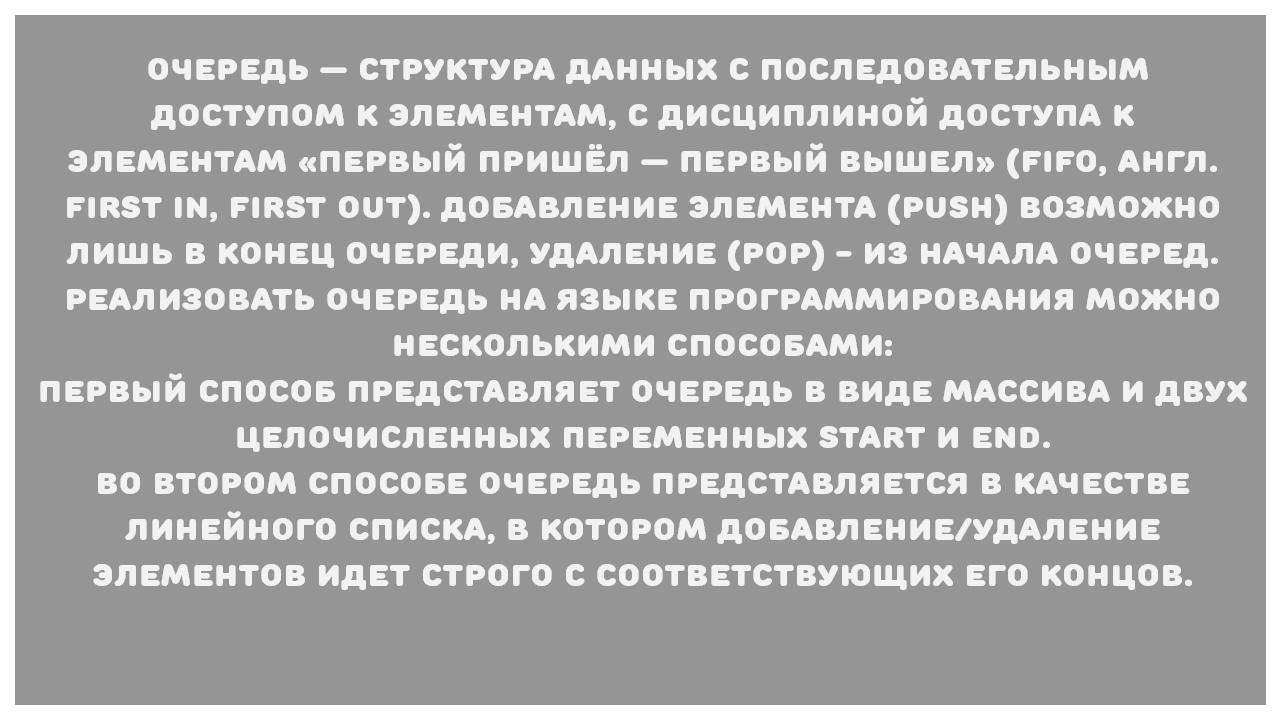 ОЧЕРЕДЬ — СТРУКТУРА ДАННЫХ С ПОСЛЕДОВАТЕЛЬНЫМ
ДОСТУПОМ К ЭЛЕМЕНТАМ, С ДИСЦИПЛИНОЙ ДОСТУПА К
ЭЛЕМЕНТАМ «ПЕРВЫЙ ПРИШЁЛ — ПЕРВЫЙ ВЫШЕЛ» (FIFO, АНГЛ.
FIRST IN, FIRST OUT). ДОБАВЛЕНИЕ ЭЛЕМЕНТА (PUSH) ВОЗМОЖНО
ЛИШЬ В КОНЕЦ ОЧЕРЕДИ, УДАЛЕНИЕ (POP) – ИЗ НАЧАЛА ОЧЕРЕД.
РЕАЛИЗОВАТЬ ОЧЕРЕДЬ НА ЯЗЫКЕ ПРОГРАММИРОВАНИЯ МОЖНО
НЕСКОЛЬКИМИ СПОСОБАМИ:
ПЕРВЫЙ СПОСОБ ПРЕДСТАВЛЯЕТ ОЧЕРЕДЬ В ВИДЕ МАССИВА И ДВУХ
ЦЕЛОЧИСЛЕННЫХ ПЕРЕМЕННЫХ START И END.
ВО ВТОРОМ СПОСОБЕ ОЧЕРЕДЬ ПРЕДСТАВЛЯЕТСЯ В КАЧЕСТВЕ
ЛИНЕЙНОГО СПИСКА, В КОТОРОМ ДОБАВЛЕНИЕ/УДАЛЕНИЕ
ЭЛЕМЕНТОВ ИДЕТ СТРОГО С СООТВЕТСТВУЮЩИХ ЕГО КОНЦОВ.